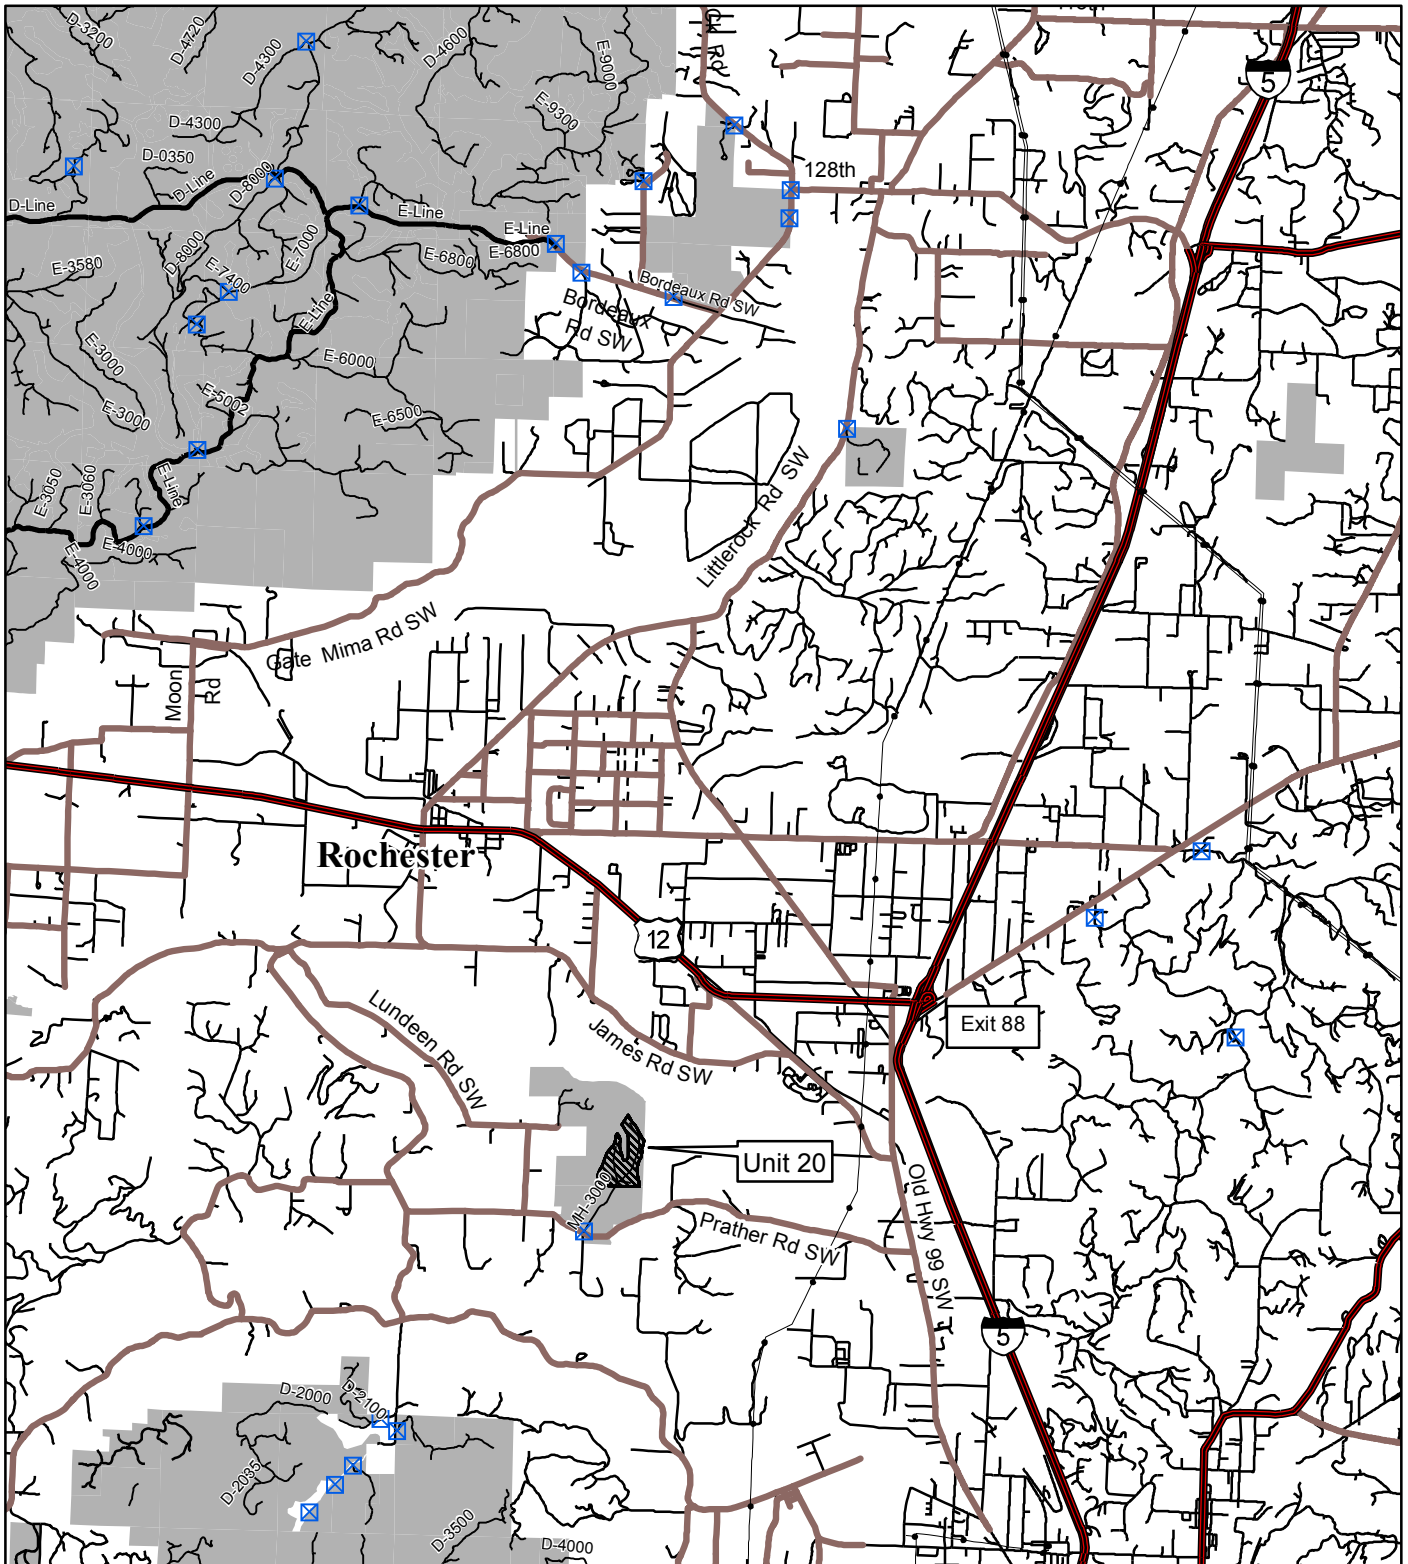 D-3200
D-4720
D-4300
D-4600
E-9000
Ck Rd
5
E-9300
D-4300
D-0350
128th
D-Line
D-8000
D-Line
E-Line
E-Line
E-7000
E-6800
E-6800
D-8000
E-3580
E-7400
Bordeaux Rd SW
Bordeaux
Rd SW
E-Line
E-3000
E-6000
E-5002
E-3000
E-6500
Littlerock Rd SW
E-3050
E-3060
E-Line
E-4000
E-4000
Gate Mima Rd SW
Moon
Rd
Rochester
12
Lundeen Rd SW
James Rd SW
Exit 88
Unit 20
MH-3000
Prather Rd SW
Old Hwy 99 SW
5
D-2000
D-2100
D-2035
D-3500
D-4000